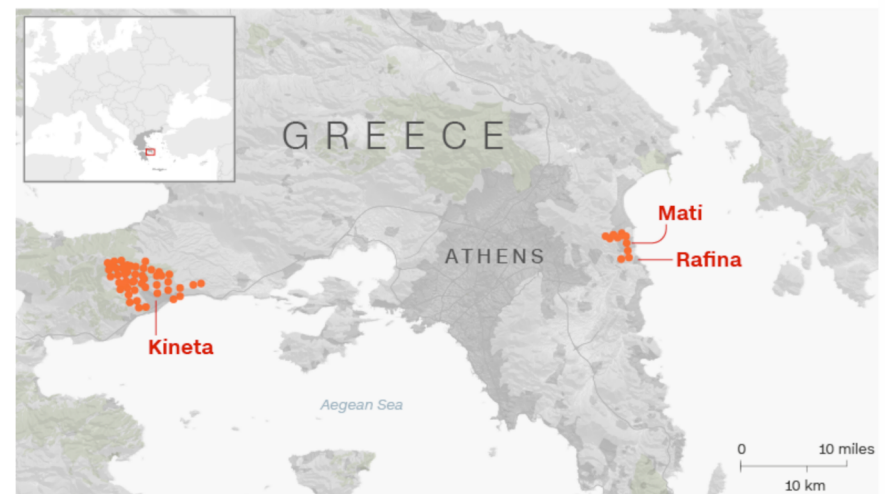 GREECE
Mati
ATHENS
Rafina
Kineta
Aegean Sea
0 10 miles
10 km